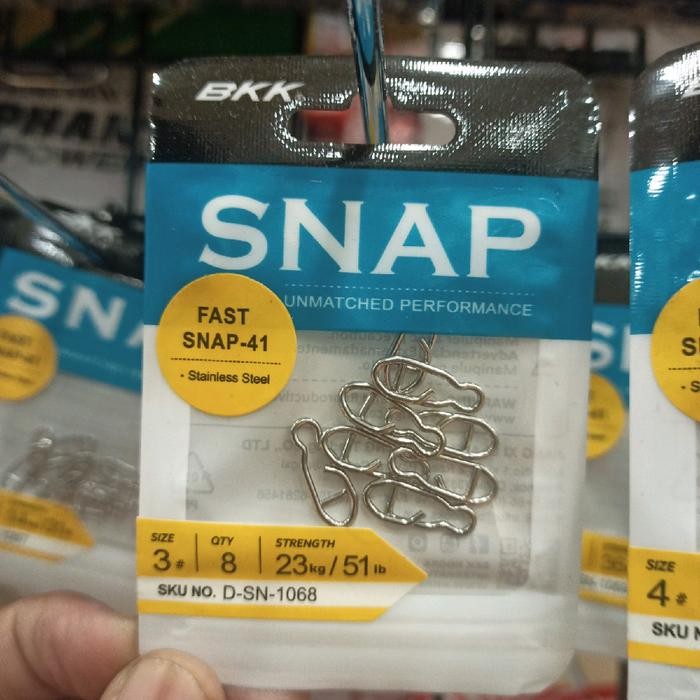 BKK
SNAP
UNMATCHED PERFORMANCE
FAST
SNAP-41
· Stainless Steel
SIZE QTY STRENGTH
3# 8 23kg / 51lb
SKU NO. D-SN-1068
SNA
SIZE
4#
SKU N